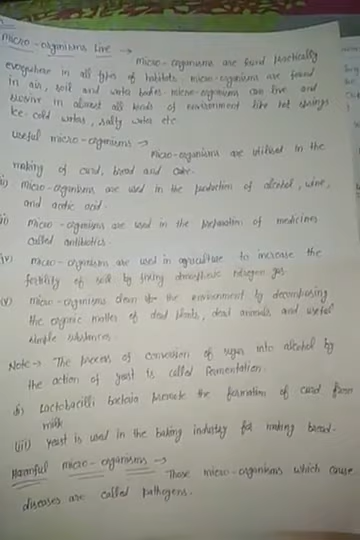 micro-organisms live →
micro-organisms are found practically
everywhere in all types of habitats. micro-organisms are found
in air, soil and water bodies. micro-organisms can live and
survive in almost all kinds of environment like hot springs
Ice-cold waters, salty water etc.
useful micro-organisms →
Micro-organisms are utilised in the
making of curd, bread and cake.
ii) micro-organisms are used in the production of alcohol, wine,
and acetic acid.
iii) micro-organisms are used in the preparation of medicines
called antibiotics.
iv) micro-organisms are used in agriculture to increase the
fertility of soil by fixing atmospheric nitrogen gas.
(v) micro-organisms clean up the environment by decomposing
the organic matter of dead plants, dead animals and useful
simple substances.
Note → The process of conversion of sugar into alcohol by
the action of yeast is called fermentation.
Lactobacilli bacteria promote the formation of curd from
milk
(iii) Yeast is used in the baking industry for making bread.
Harmful micro-organisms →
Those micro-organisms which cause
diseases are called pathogens.